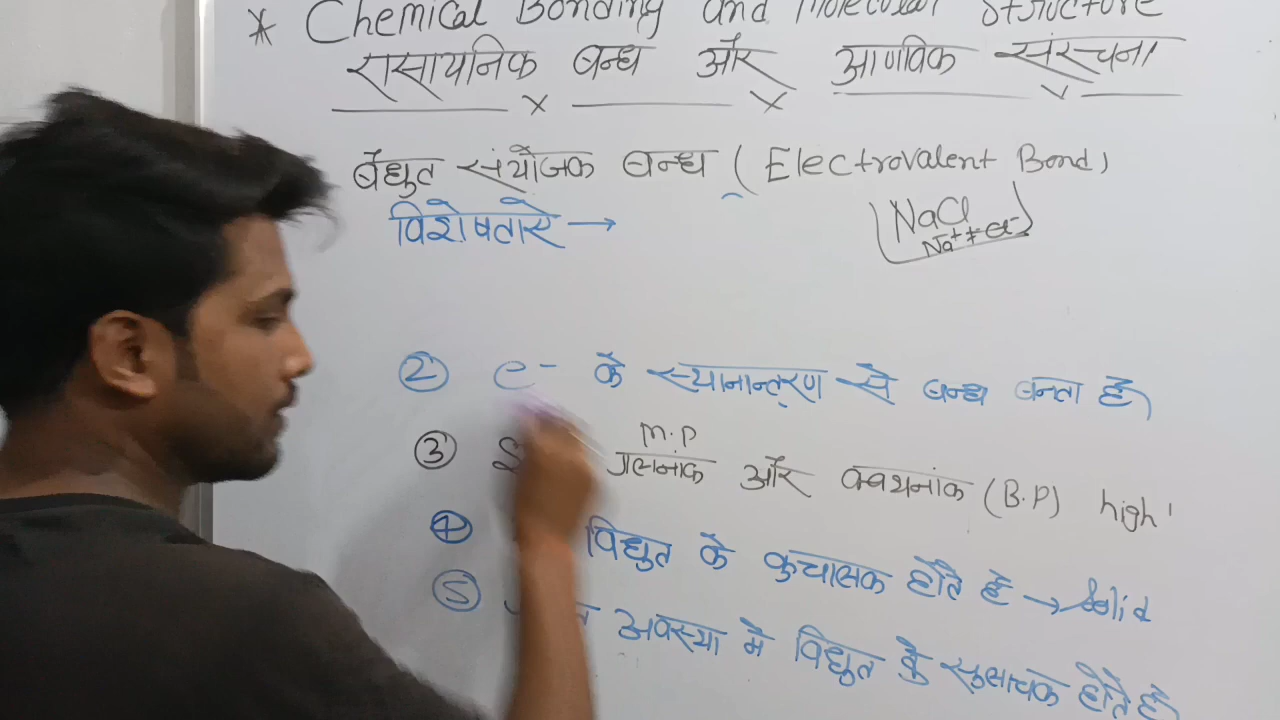 * Chemical Bonding and Molecular Structure
रासायनिक बन्ध और आणविक संरचना
बैद्युत संयोजक बन्ध ( Electrovalent Bond )
विशेषताऐ →
NaCl
Na⁺ + Cl⁻
② e⁻ के स्थानान्तरण से बन्ध बनता है
M.P
③ गलनांक और क्वथनांक (B.P) high
④ विद्युत के कुचालक होते है → Solid
⑤ अवस्था मे विद्युत के सुलाचक होते है